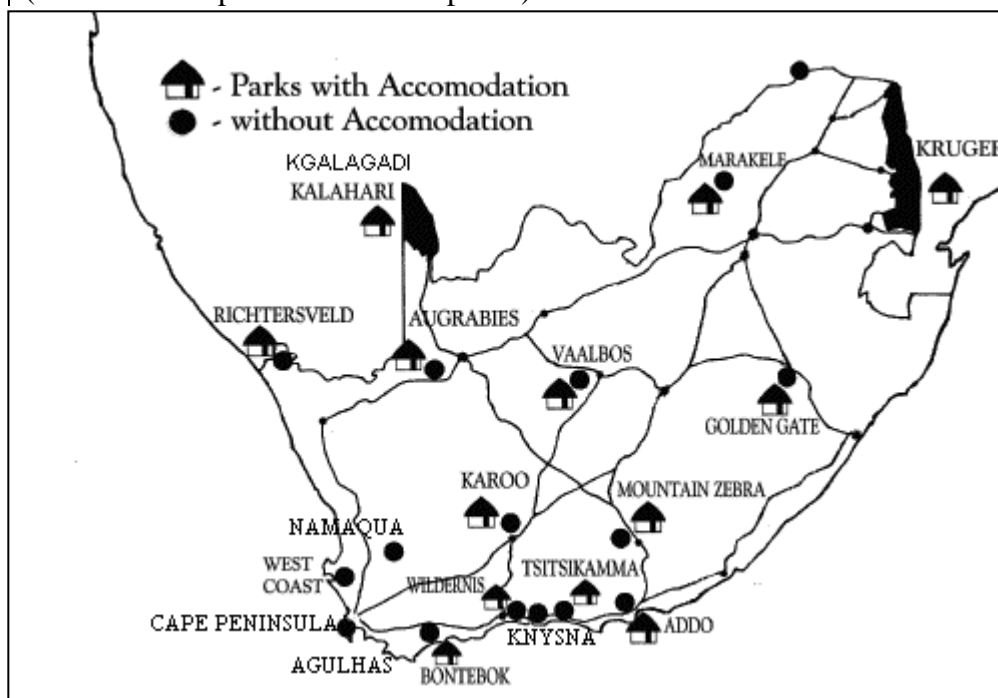 - Parks with Accomodation
- without Accomodation
KGALAGADI
KALAHARI
MARAKELE
KRUGER
RICHTERSVELD
AUGRABIES
VAALBOS
GOLDEN GATE
KAROO
MOUNTAIN ZEBRA
NAMAQUA
WEST
COAST
WILDERNIS
TSITSIKAMMA
CAPE PENINSULA
KNYSNA
ADDO
AGULHAS
BONTEBOK